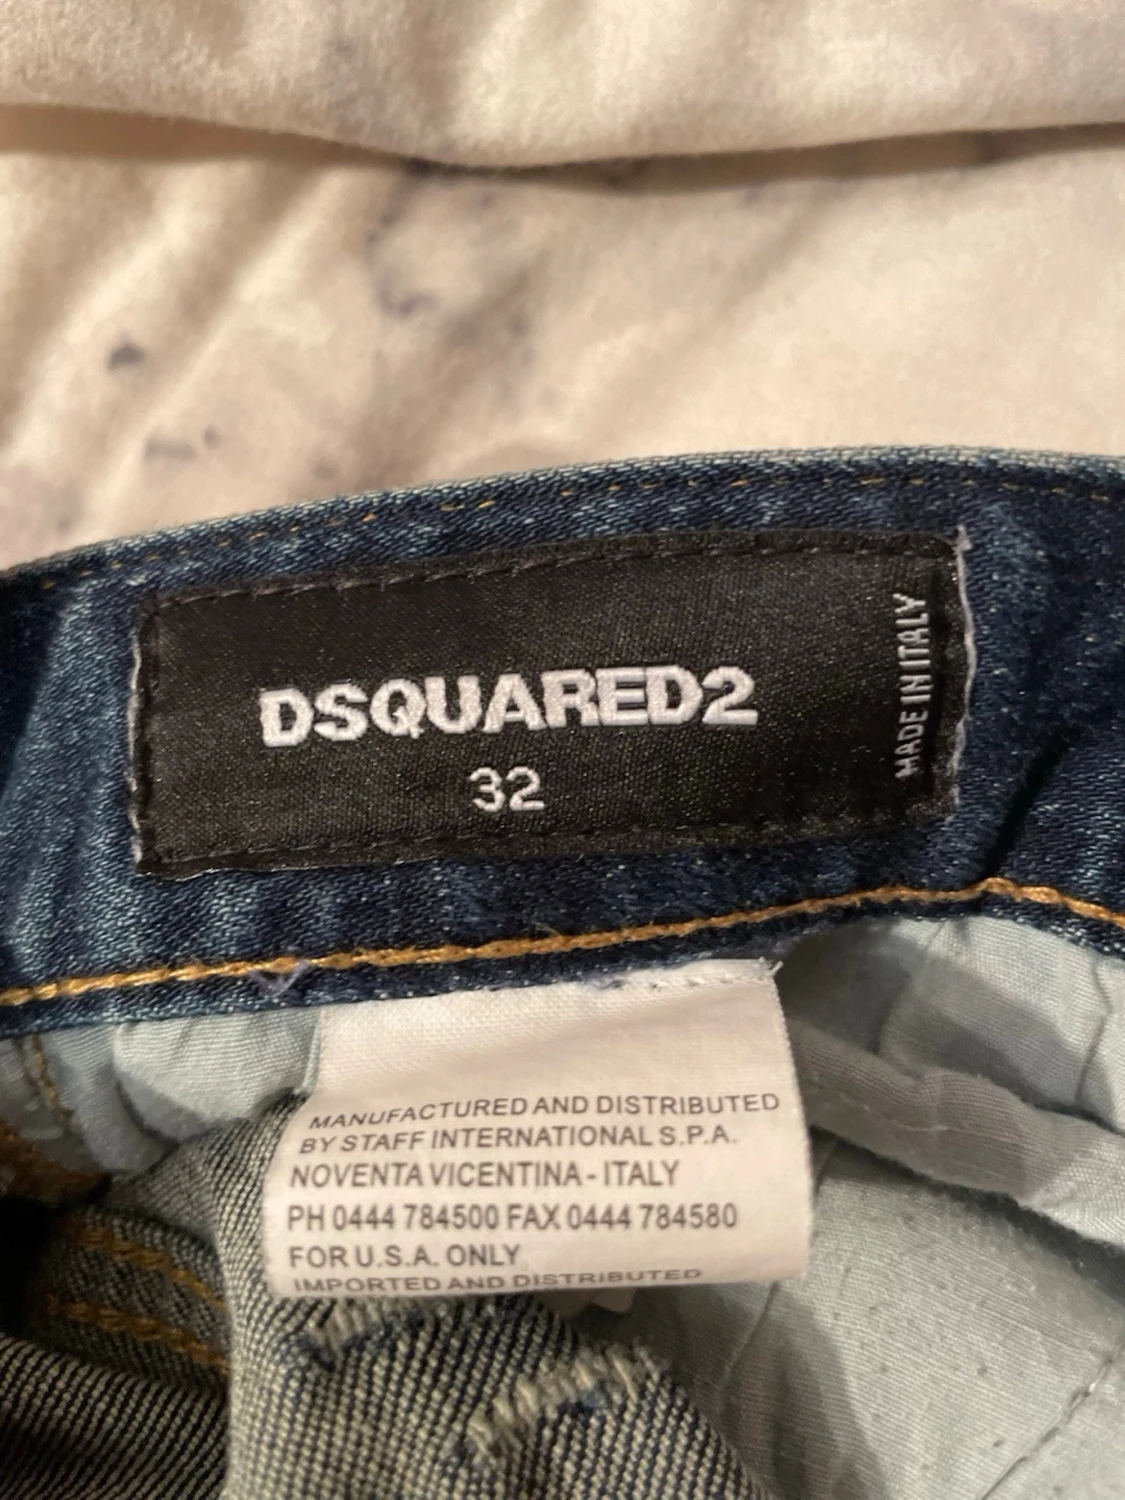 DSQUARED2
32
MADE IN ITALY
MANUFACTURED AND DISTRIBUTED
BY STAFF INTERNATIONAL S.P.A.
NOVENTA VICENTINA - ITALY
PH 0444 784500 FAX 0444 784580
FOR U.S.A. ONLY
IMPORTED AND DISTRIBUTED